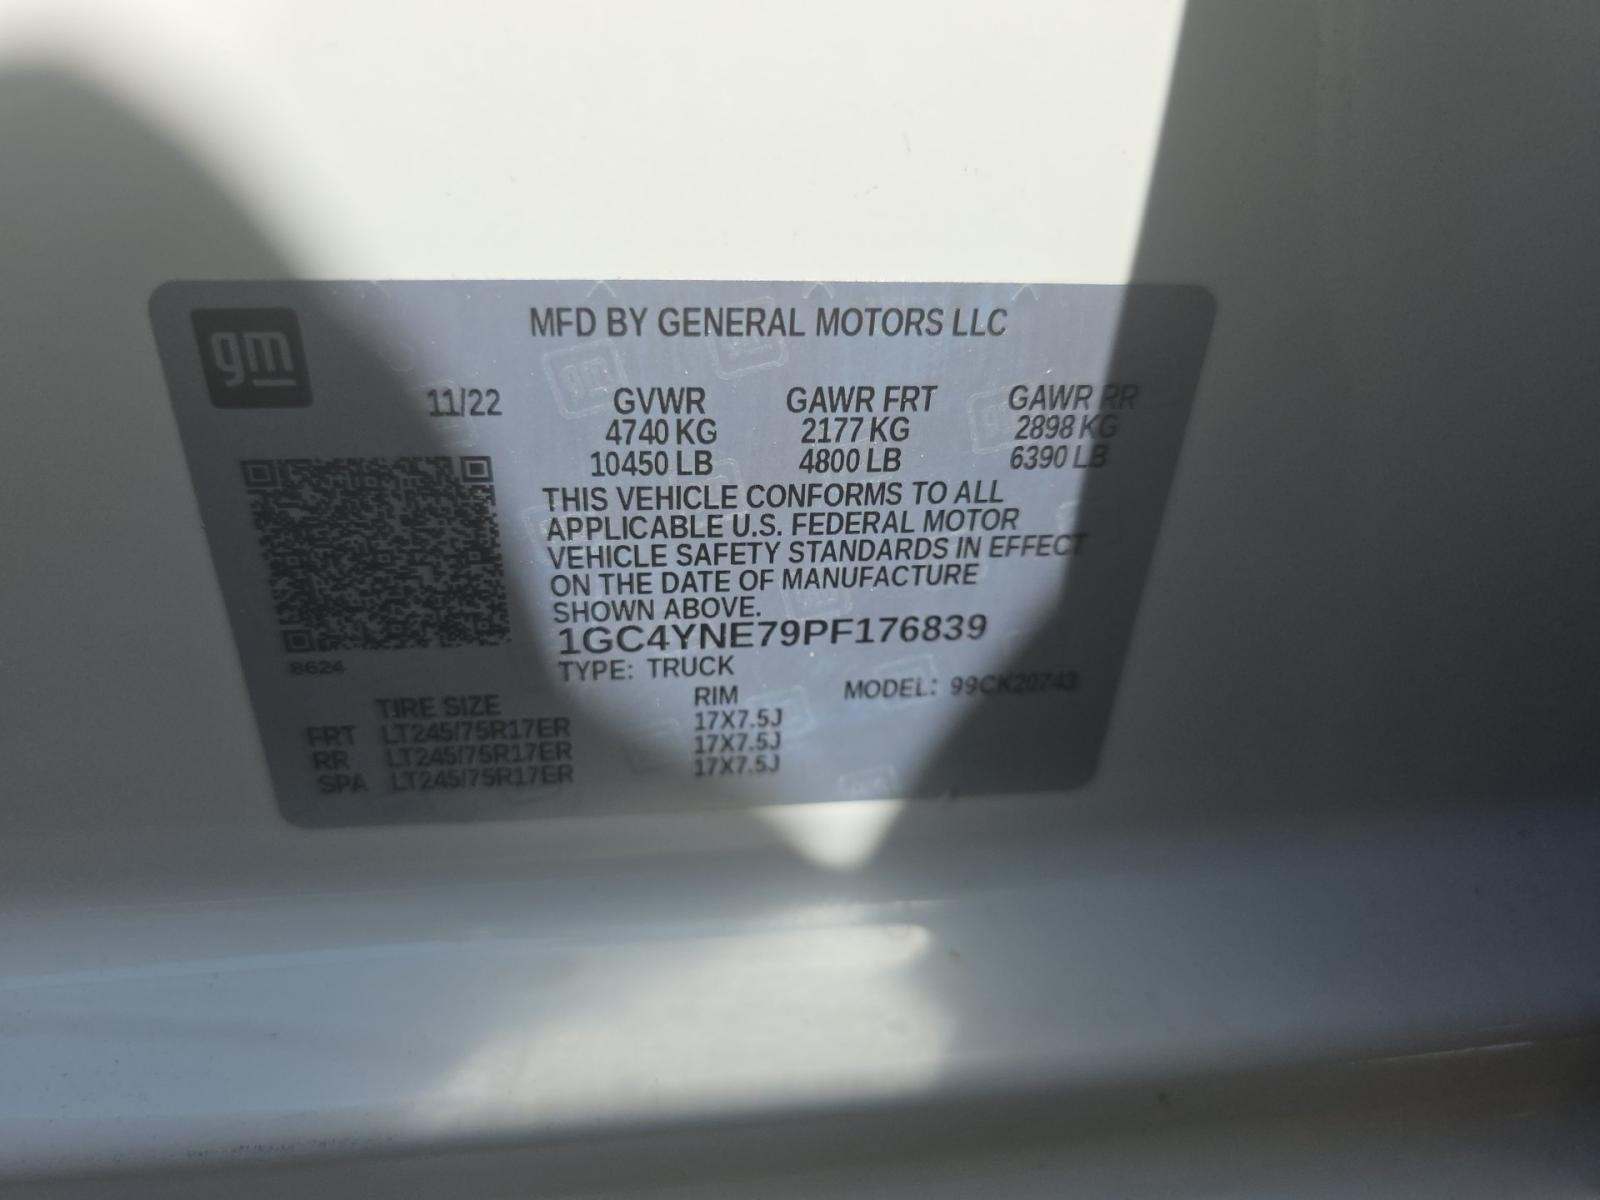 gm
MFD BY GENERAL MOTORS LLC
11/22 GVWR GAWR FRT GAWR RR
4740 KG 2177 KG 2898 KG
10450 LB 4800 LB 6390 LB
THIS VEHICLE CONFORMS TO ALL
APPLICABLE U.S. FEDERAL MOTOR
VEHICLE SAFETY STANDARDS IN EFFECT
ON THE DATE OF MANUFACTURE
SHOWN ABOVE.
1GC4YNE79PF176839
8624
TYPE: TRUCK
MODEL: 99CK20743
TIRE SIZE RIM
FRT LT245/75R17ER 17X7.5J
RR LT245/75R17ER 17X7.5J
SPA LT245/75R17ER 17X7.5J